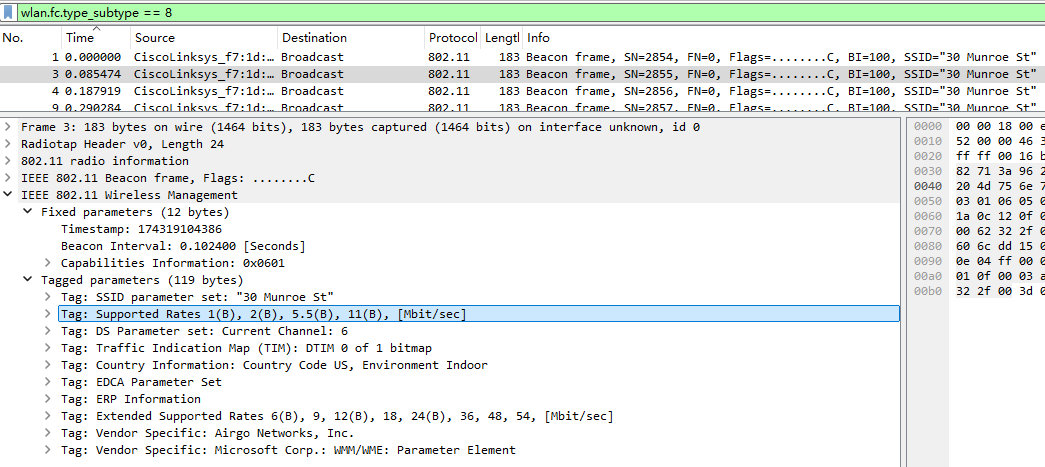 wlan.fc.type_subtype == 8
No. Time Source Destination Protocol Lengtl Info
1 0.000000 CiscoLinksys_f7:1d:… Broadcast 802.11 183 Beacon frame, SN=2854, FN=0, Flags=........C, BI=100, SSID="30 Munroe St"
3 0.085474 CiscoLinksys_f7:1d:… Broadcast 802.11 183 Beacon frame, SN=2855, FN=0, Flags=........C, BI=100, SSID="30 Munroe St"
4 0.187919 CiscoLinksys_f7:1d:… Broadcast 802.11 183 Beacon frame, SN=2856, FN=0, Flags=........C, BI=100, SSID="30 Munroe St"
9 0.290284 CiscoLinksys_f7:1d:… Broadcast 802.11 183 Beacon frame, SN=2857, FN=0, Flags=........C, BI=100, SSID="30 Munroe St"
Frame 3: 183 bytes on wire (1464 bits), 183 bytes captured (1464 bits) on interface unknown, id 0
Radiotap Header v0, Length 24
802.11 radio information
IEEE 802.11 Beacon frame, Flags: ........C
IEEE 802.11 Wireless Management
Fixed parameters (12 bytes)
Timestamp: 174319104386
Beacon Interval: 0.102400 [Seconds]
Capabilities Information: 0x0601
Tagged parameters (119 bytes)
Tag: SSID parameter set: "30 Munroe St"
Tag: Supported Rates 1(B), 2(B), 5.5(B), 11(B), [Mbit/sec]
Tag: DS Parameter set: Current Channel: 6
Tag: Traffic Indication Map (TIM): DTIM 0 of 1 bitmap
Tag: Country Information: Country Code US, Environment Indoor
Tag: EDCA Parameter Set
Tag: ERP Information
Tag: Extended Supported Rates 6(B), 9, 12(B), 18, 24(B), 36, 48, 54, [Mbit/sec]
Tag: Vendor Specific: Airgo Networks, Inc.
Tag: Vendor Specific: Microsoft Corp.: WMM/WME: Parameter Element
0000 00 00 18 00 e
0010 52 00 00 46 3
0020 ff ff 00 16 b
0030 82 71 3a 96 2
0040 20 4d 75 6e 7
0050 03 01 06 05 0
0060 1a 0c 12 0f 0
0070 00 62 32 2f 0
0080 60 6c dd 15 0
0090 0e 04 ff 00 0
00a0 01 0f 00 03 a
00b0 32 2f 00 3d 0